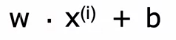 w · x⁽ⁱ⁾ + b